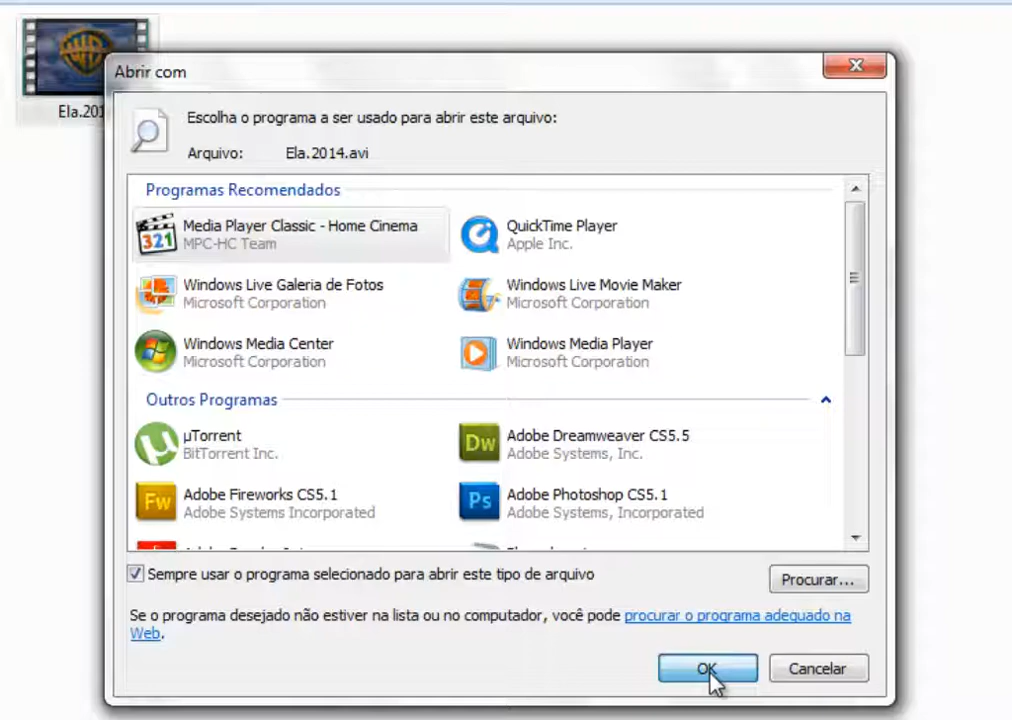 Ela.201
Abrir com
Escolha o programa a ser usado para abrir este arquivo:
Arquivo: Ela.2014.avi
Programas Recomendados
Media Player Classic - Home Cinema
MPC-HC Team
QuickTime Player
Apple Inc.
Windows Live Galeria de Fotos
Microsoft Corporation
Windows Live Movie Maker
Microsoft Corporation
Windows Media Center
Microsoft Corporation
Windows Media Player
Microsoft Corporation
Outros Programas
µTorrent
BitTorrent Inc.
Dw
Adobe Dreamweaver CS5.5
Adobe Systems, Inc.
Fw
Adobe Fireworks CS5.1
Adobe Systems Incorporated
Ps
Adobe Photoshop CS5.1
Adobe Systems, Incorporated
Sempre usar o programa selecionado para abrir este tipo de arquivo
Procurar...
Se o programa desejado não estiver na lista ou no computador, você pode procurar o programa adequado na
Web.
OK
Cancelar